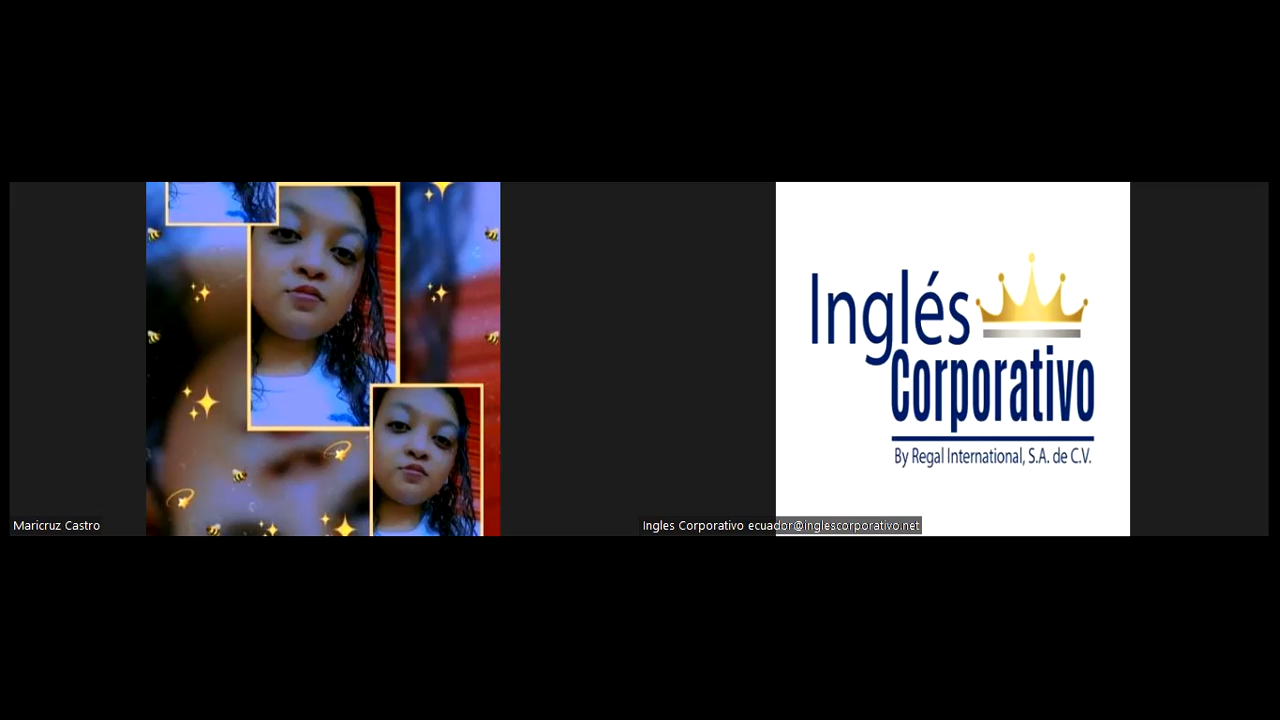 Inglés
Corporativo
By Regal International, S.A. de C.V.
Maricruz Castro
Ingles Corporativo ecuador@inglescorporativo.net